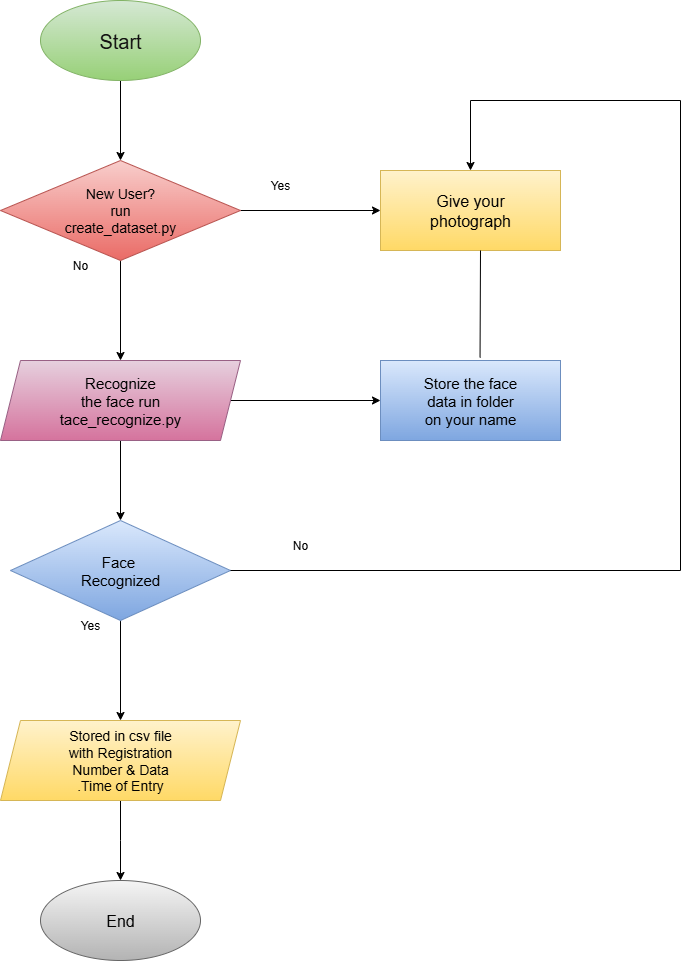 Start
New User?
run
create_dataset.py
Yes
Give your
photograph
No
Recognize
the face run
tace_recognize.py
Store the face
data in folder
on your name
Face
Recognized
No
Yes
Stored in csv file
with Registration
Number & Data
.Time of Entry
End